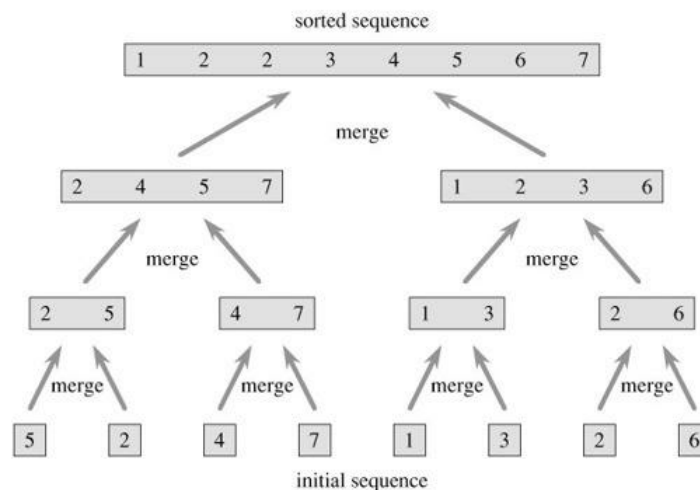 sorted sequence
1 2 2 3 4 5 6 7
merge
2 4 5 7
1 2 3 6
merge
merge
2 5
4 7
1 3
2 6
merge
merge
merge
merge
5
2
4
7
1
3
2
6
initial sequence